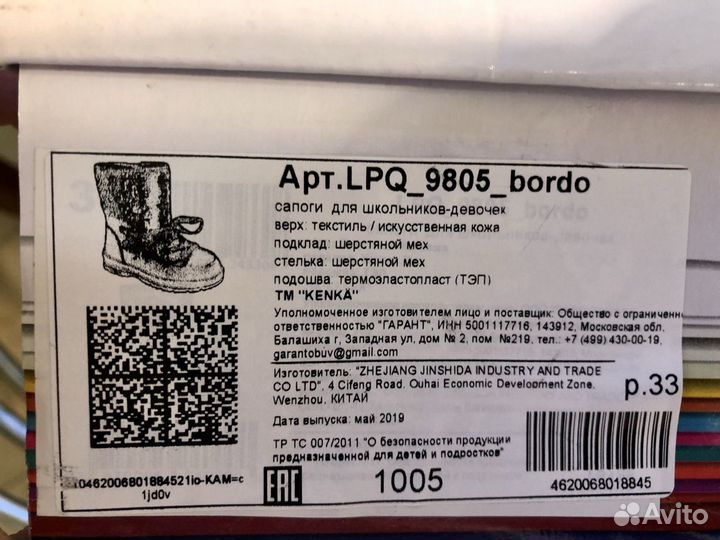 Арт.LPQ_9805_bordo
сапоги для школьников-девочек
верх: текстиль / искусственная кожа
подклад: шерстяной мех
стелька: шерстяной мех
подошва: термоэластопласт (ТЭП)
ТМ "KENKÄ"
Уполномоченное изготовителем лицо и поставщик: Общество с ограниченно
ответственностью "ГАРАНТ", ИНН 5001117716, 143912, Московская обл.
Балашиха г, Западная ул, дом № 2, пом №219, тел.: +7 (499) 430-00-19,
garantobuv@gmail.com
Изготовитель: "ZHEJIANG JINSHIDA INDUSTRY AND TRADE
CO LTD", 4 Cifeng Road, Ouhai Economic Development Zone,
Wenzhou, КИТАЙ
р.33
Дата выпуска: май 2019
ТР ТС 007/2011 "О безопасности продукции
предназначенной для детей и подростков"
1jd0v
EAC
1005
4620068018845
Avito